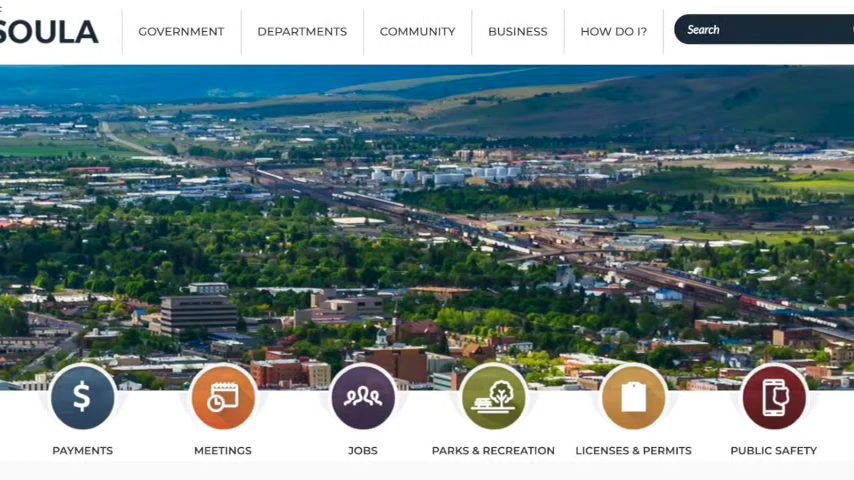 SOULA
GOVERNMENT
DEPARTMENTS
COMMUNITY
BUSINESS
HOW DO I?
Search
$
PAYMENTS
MEETINGS
JOBS
PARKS & RECREATION
LICENSES & PERMITS
PUBLIC SAFETY